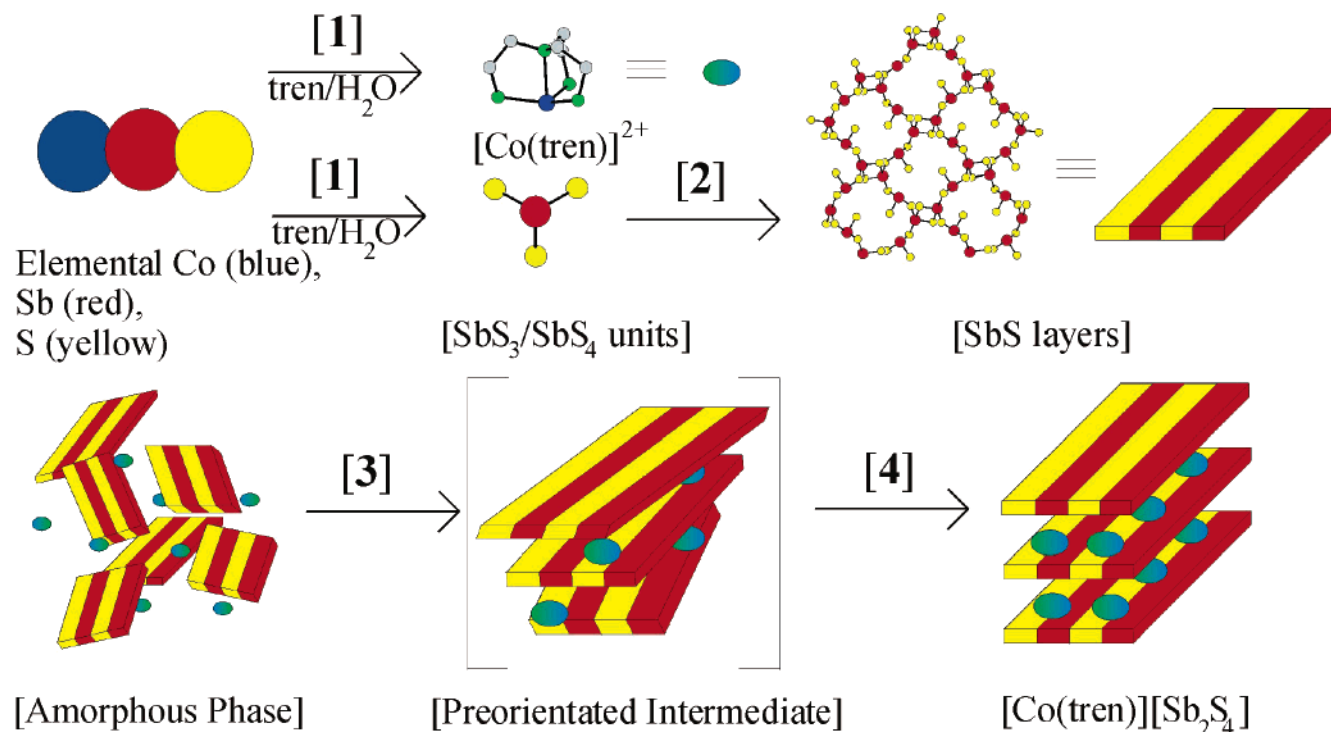 [1]
tren/H2O
[Co(tren)]2+
[1]
tren/H2O
[2]
Elemental Co (blue),
Sb (red),
S (yellow)
[SbS3/SbS4 units]
[SbS layers]
[3]
[4]
[Amorphous Phase]
[Preorientated Intermediate]
[Co(tren)][Sb2S4]